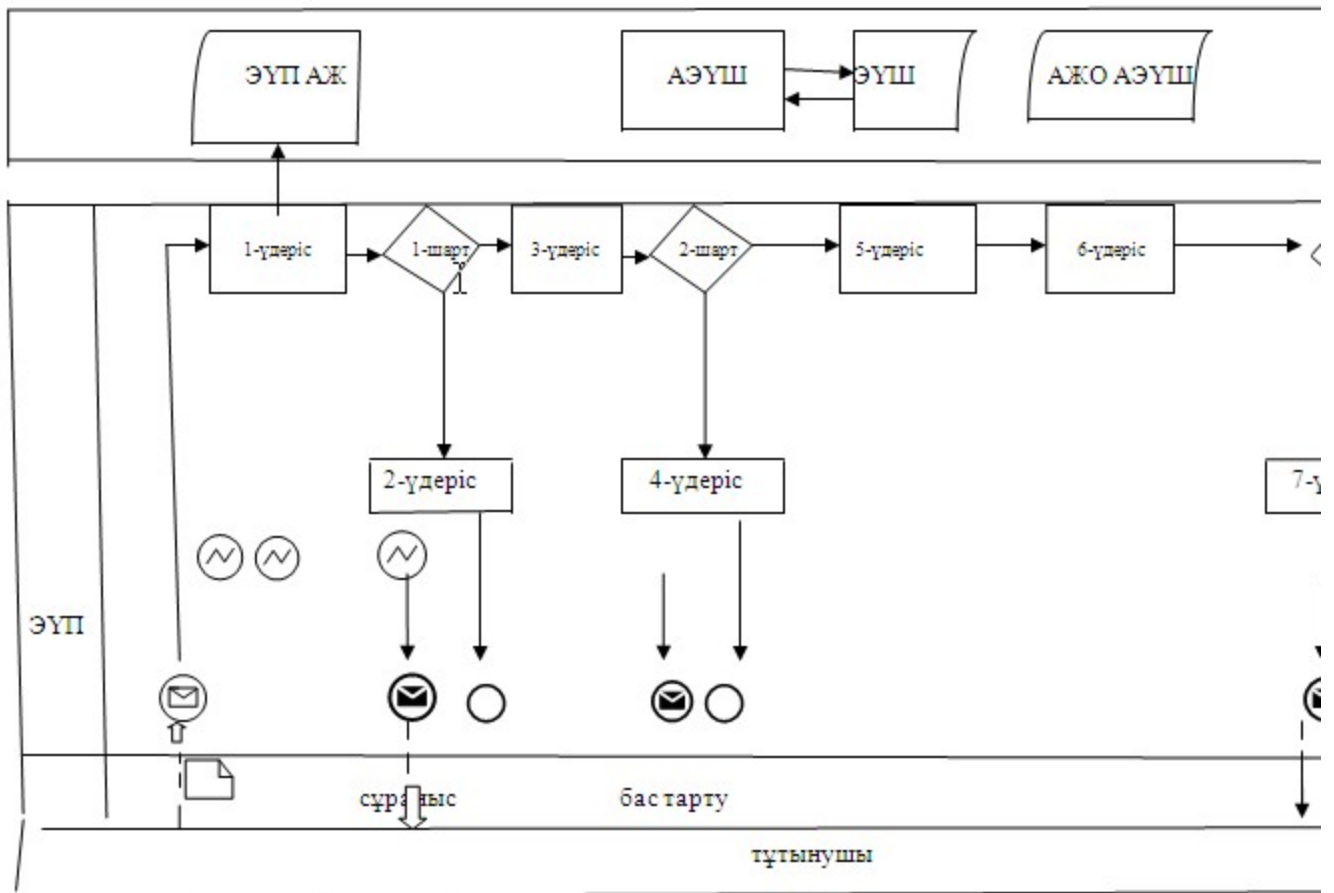 ЭҮП АЖ
АЭҮШ
ЭҮШ
АЖО АЭҮШ
1-үдеріс
1-шарт
3-үдеріс
2-шарт
5-үдеріс
6-үдеріс
2-үдеріс
4-үдеріс
7-ү
ЭҮП
сұраныс
бас тарту
тұтынушы